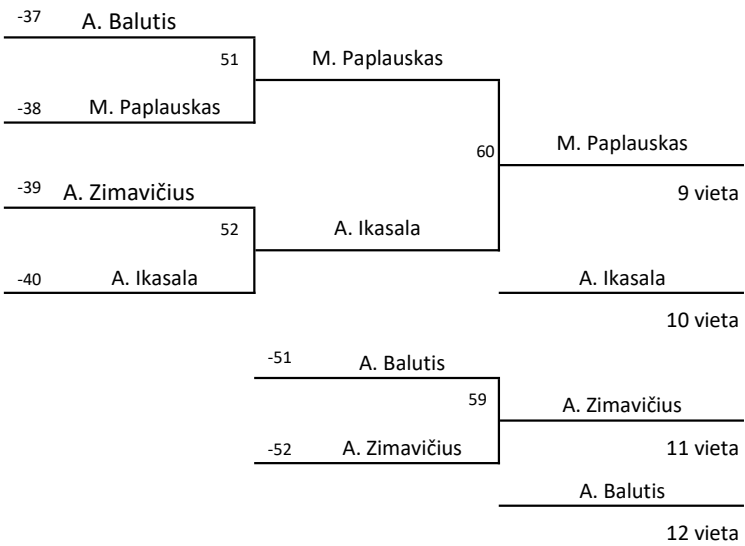 -37 A. Balutis
51 M. Paplauskas
-38 M. Paplauskas
60 M. Paplauskas
-39 A. Zimavičius 9 vieta
52 A. Ikasala
-40 A. Ikasala A. Ikasala
10 vieta
-51 A. Balutis
59 A. Zimavičius
-52 A. Zimavičius 11 vieta
A. Balutis
12 vieta